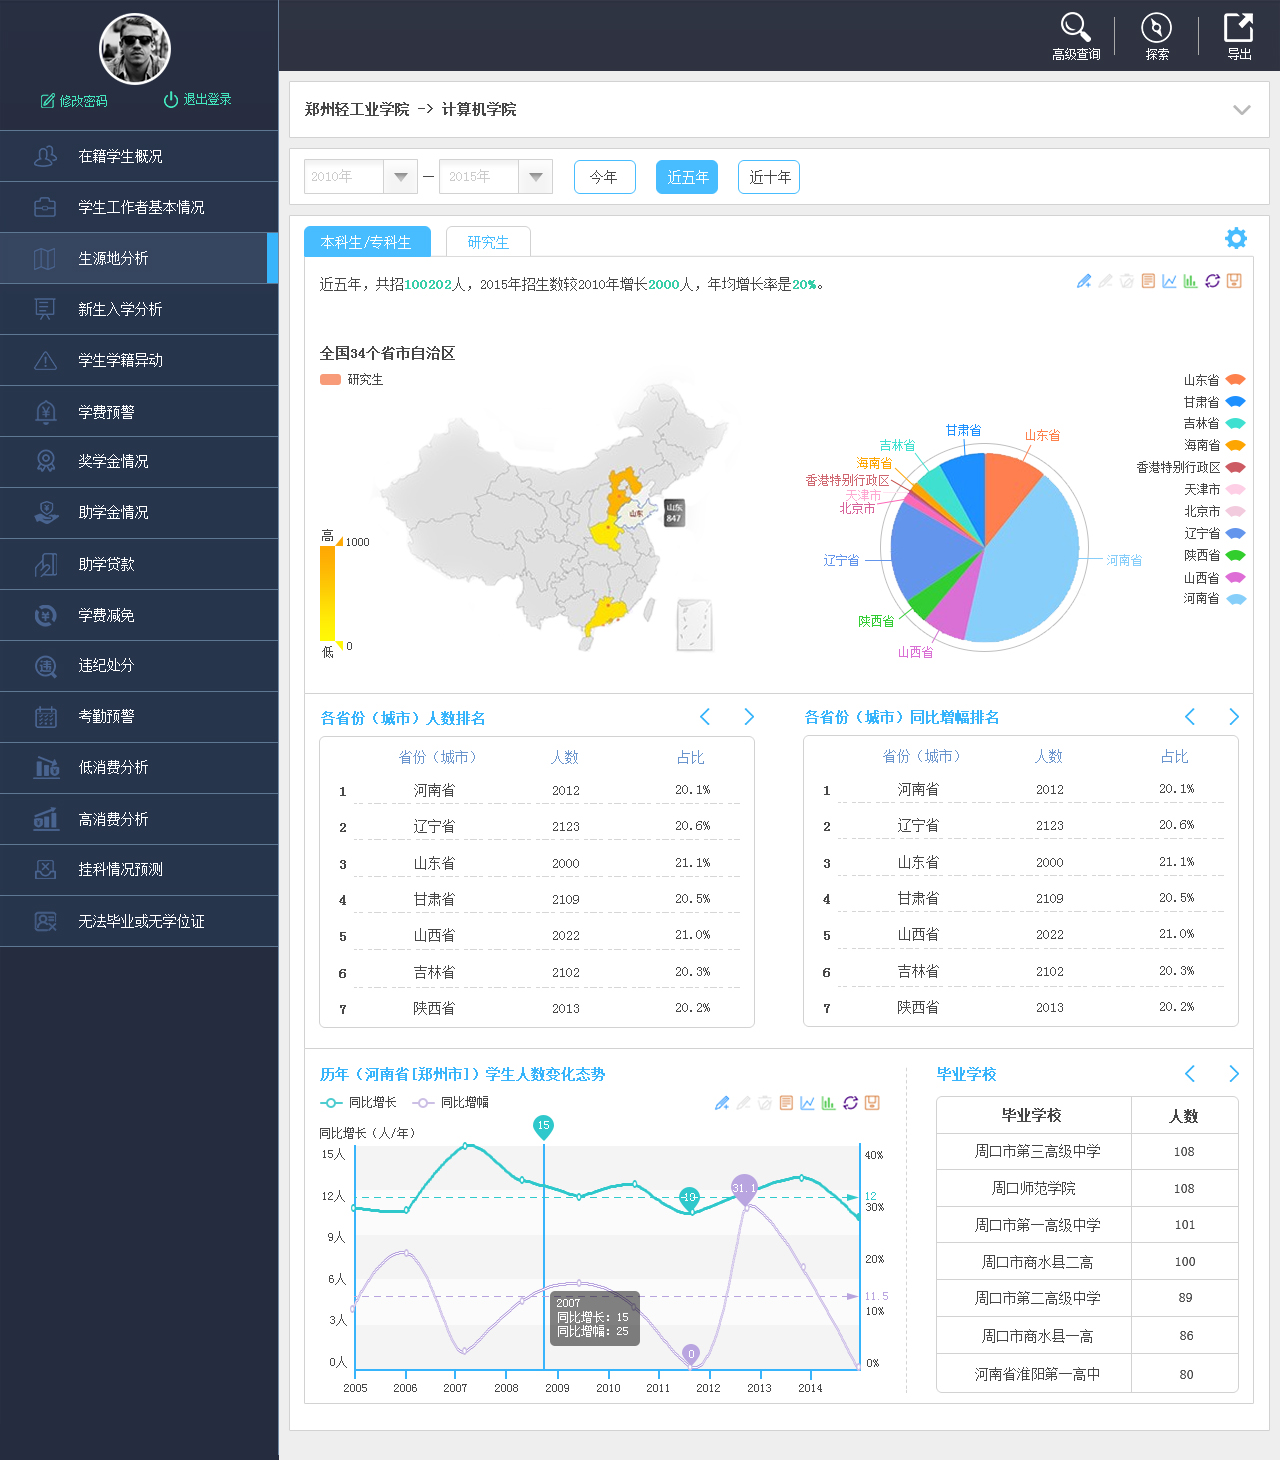 高级查询
探索
导出
修改密码
退出登录
在籍学生概况
学生工作者基本情况
生源地分析
新生入学分析
学生学籍异动
学费预警
奖学金情况
助学金情况
助学贷款
学费减免
违纪处分
考勤预警
低消费分析
高消费分析
挂科情况预测
无法毕业或无学位证
郑州轻工业学院 -> 计算机学院
2010年
—
2015年
今年
近五年
近十年
本科生/专科生
研究生
近五年，共招100202人，2015年招生数较2010年增长2000人，年均增长率是20%。
全国34个省市自治区
研究生
高
1000
低
0
山东
山东
847
山东省
河南省
山西省
陕西省
辽宁省
北京市
天津市
香港特别行政区
海南省
吉林省
甘肃省
山东省
甘肃省
吉林省
海南省
香港特别行政区
天津市
北京市
辽宁省
陕西省
山西省
河南省
各省份（城市）人数排名
省份（城市） 人数 占比
1 河南省 2012 20.1%
2 辽宁省 2123 20.6%
3 山东省 2000 21.1%
4 甘肃省 2109 20.5%
5 山西省 2022 21.0%
6 吉林省 2102 20.3%
7 陕西省 2013 20.2%
各省份（城市）同比增幅排名
省份（城市） 人数 占比
1 河南省 2012 20.1%
2 辽宁省 2123 20.6%
3 山东省 2000 21.1%
4 甘肃省 2109 20.5%
5 山西省 2022 21.0%
6 吉林省 2102 20.3%
7 陕西省 2013 20.2%
历年（河南省[郑州市]）学生人数变化态势
同比增长
同比增幅
同比增长（人/年）
15人
12人
9人
6人
3人
0人
40%
12
30%
20%
11.5
10%
0%
15
10
31.1
0
2007
同比增长：15
同比增幅：25
2005 2006 2007 2008 2009 2010 2011 2012 2013 2014
毕业学校
毕业学校 人数
周口市第三高级中学 108
周口师范学院 108
周口市第一高级中学 101
周口市商水县二高 100
周口市第二高级中学 89
周口市商水县一高 86
河南省淮阳第一高中 80